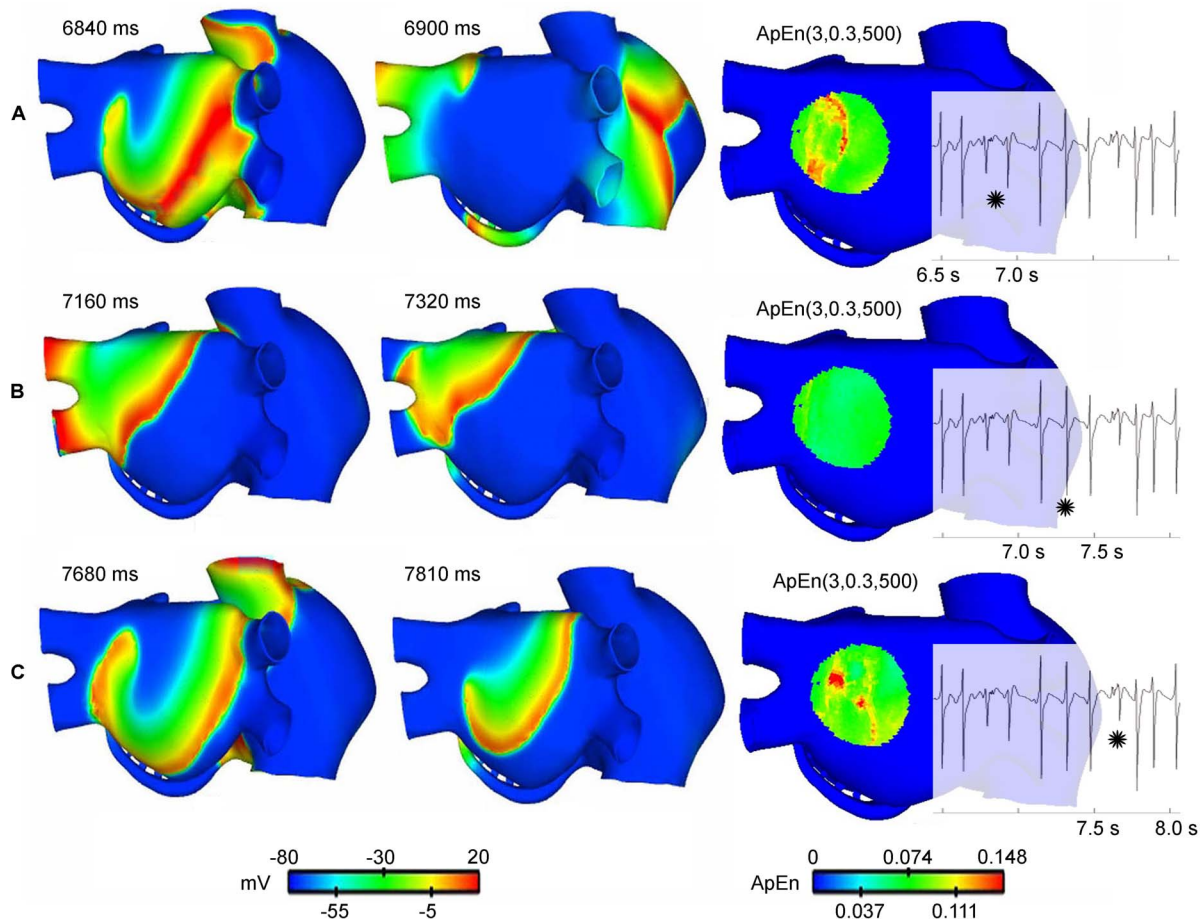 6840 ms 6900 ms ApEn(3,0.3,500)
A
6.5 s 7.0 s
7160 ms 7320 ms ApEn(3,0.3,500)
B
7.0 s 7.5 s
7680 ms 7810 ms ApEn(3,0.3,500)
C
7.5 s 8.0 s
-80 -30 20 0 0.074 0.148
mV ApEn
-55 -5 0.037 0.111